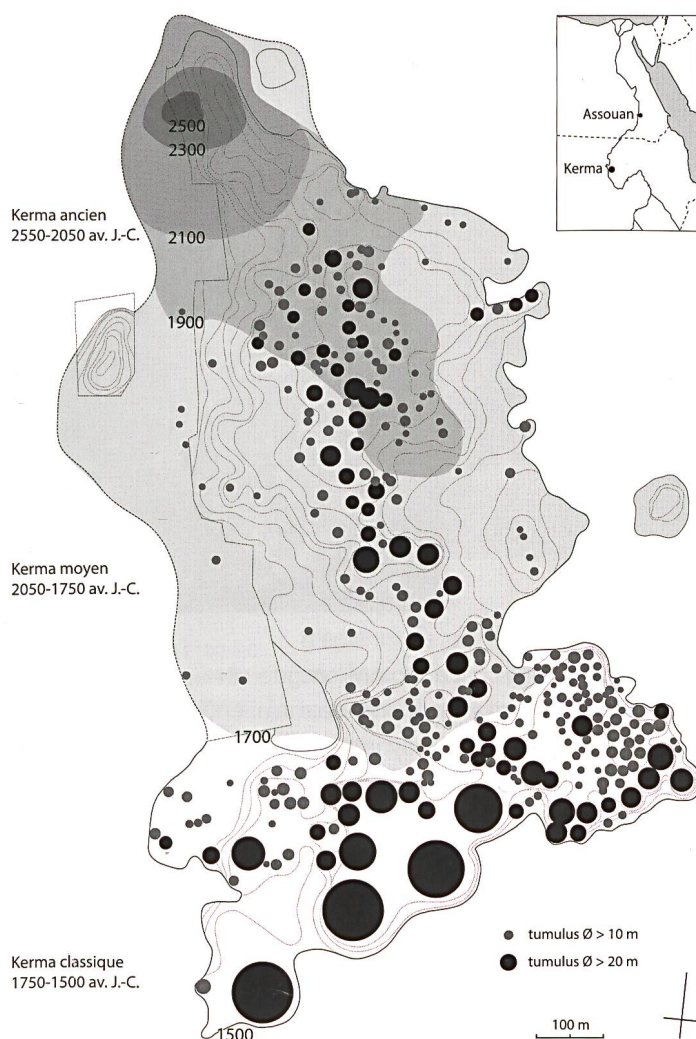 Assouan
Kerma
2500
2300
Kerma ancien
2550-2050 av. J.-C.
2100
1900
Kerma moyen
2050-1750 av. J.-C.
1700
tumulus Ø > 10 m
Kerma classique
1750-1500 av. J.-C.
tumulus Ø > 20 m
1500
100 m